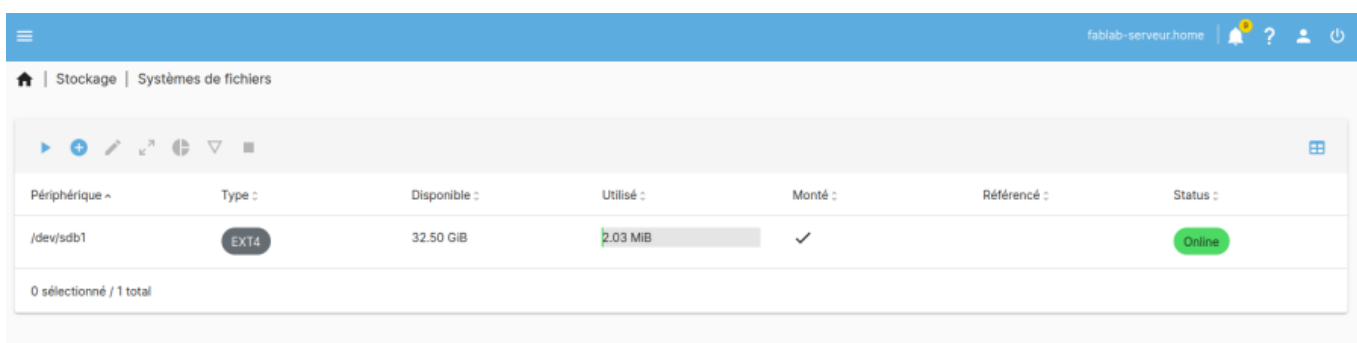 fablab-serveur.home
Stockage | Systèmes de fichiers
Périphérique Type Disponible Utilisé Monté Référencé Status
/dev/sdb1 EXT4 32.50 GiB 2.03 MiB Online
0 sélectionné / 1 total